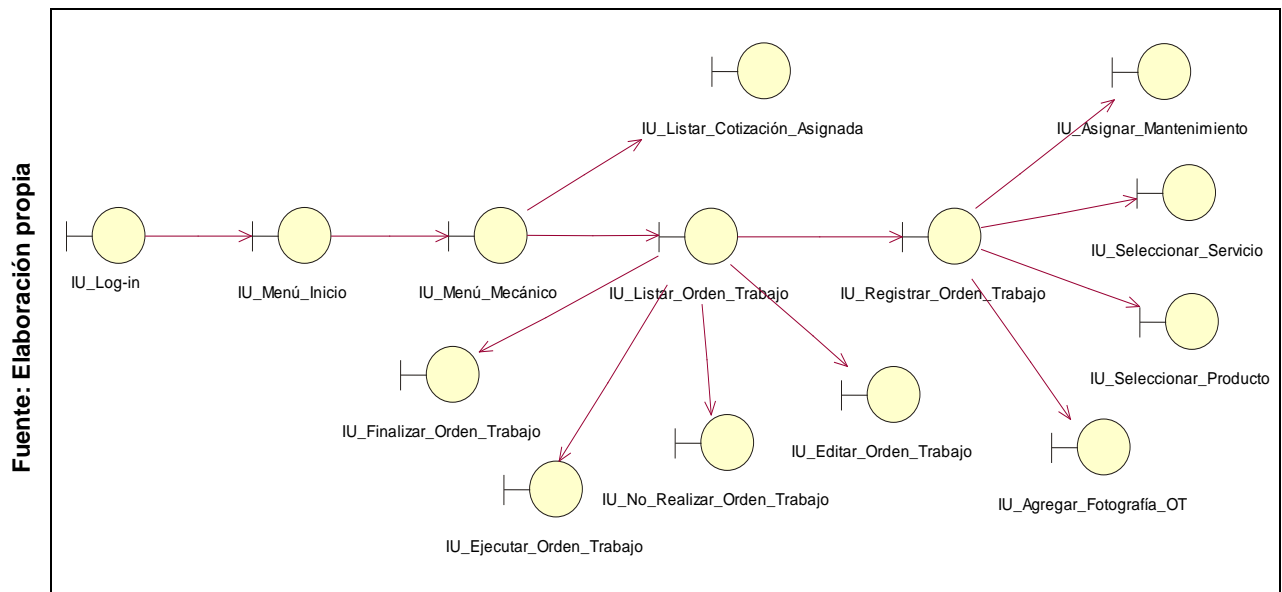 Fuente: Elaboración propia
IU_Listar_Cotización_Asignada
IU_Asignar_Mantenimiento
IU_Log-in
IU_Menú_Inicio
IU_Menú_Mecánico
IU_Listar_Orden_Trabajo
IU_Registrar_Orden_Trabajo
IU_Seleccionar_Servicio
IU_Seleccionar_Producto
IU_Finalizar_Orden_Trabajo
IU_Editar_Orden_Trabajo
IU_No_Realizar_Orden_Trabajo
IU_Agregar_Fotografía_OT
IU_Ejecutar_Orden_Trabajo